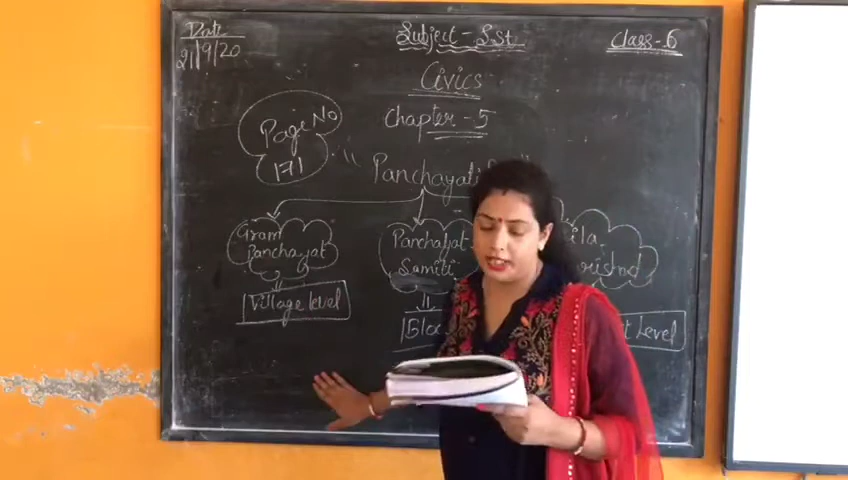 Date
21/9/20
Subject - S.st
Class - 6
Civics
Chapter - 5
Page No
171
Panchayati
Gram
Panchayat
Panchayat
Samiti
Village level
Level